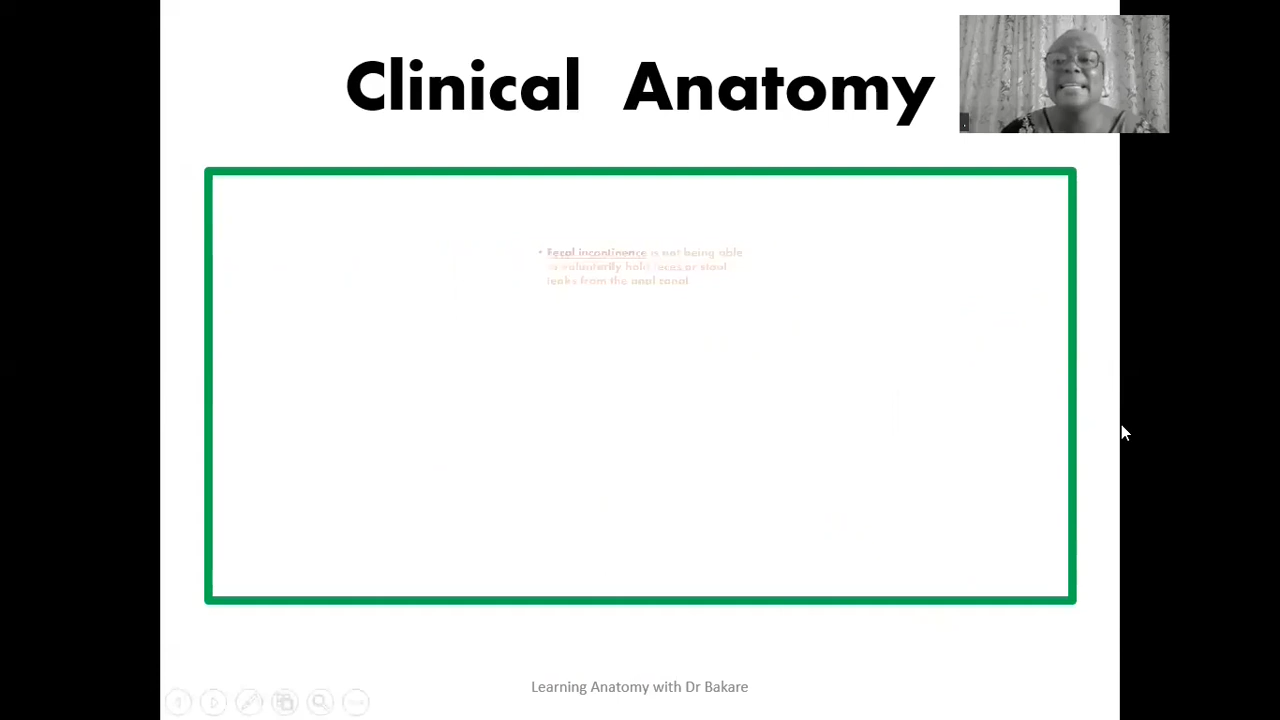 Clinical Anatomy
• Fecal incontinence is not being able
to voluntarily hold feces or stool
leaks from the anal canal
Learning Anatomy with Dr Bakare